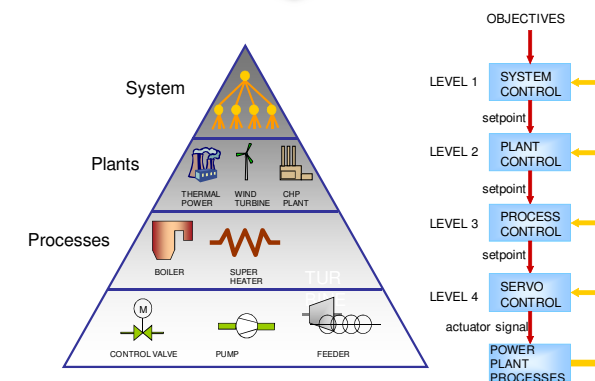 OBJECTIVES
System
LEVEL 1
SYSTEM
CONTROL
setpoint
Plants
THERMAL
POWER
WIND
TURBINE
CHP
PLANT
LEVEL 2
PLANT
CONTROL
setpoint
Processes
BOILER
SUPER
HEATER
TUR
BINE
LEVEL 3
PROCESS
CONTROL
setpoint
M
CONTROL VALVE
PUMP
FEEDER
LEVEL 4
SERVO
CONTROL
actuator signal
POWER
PLANT
PROCESSES